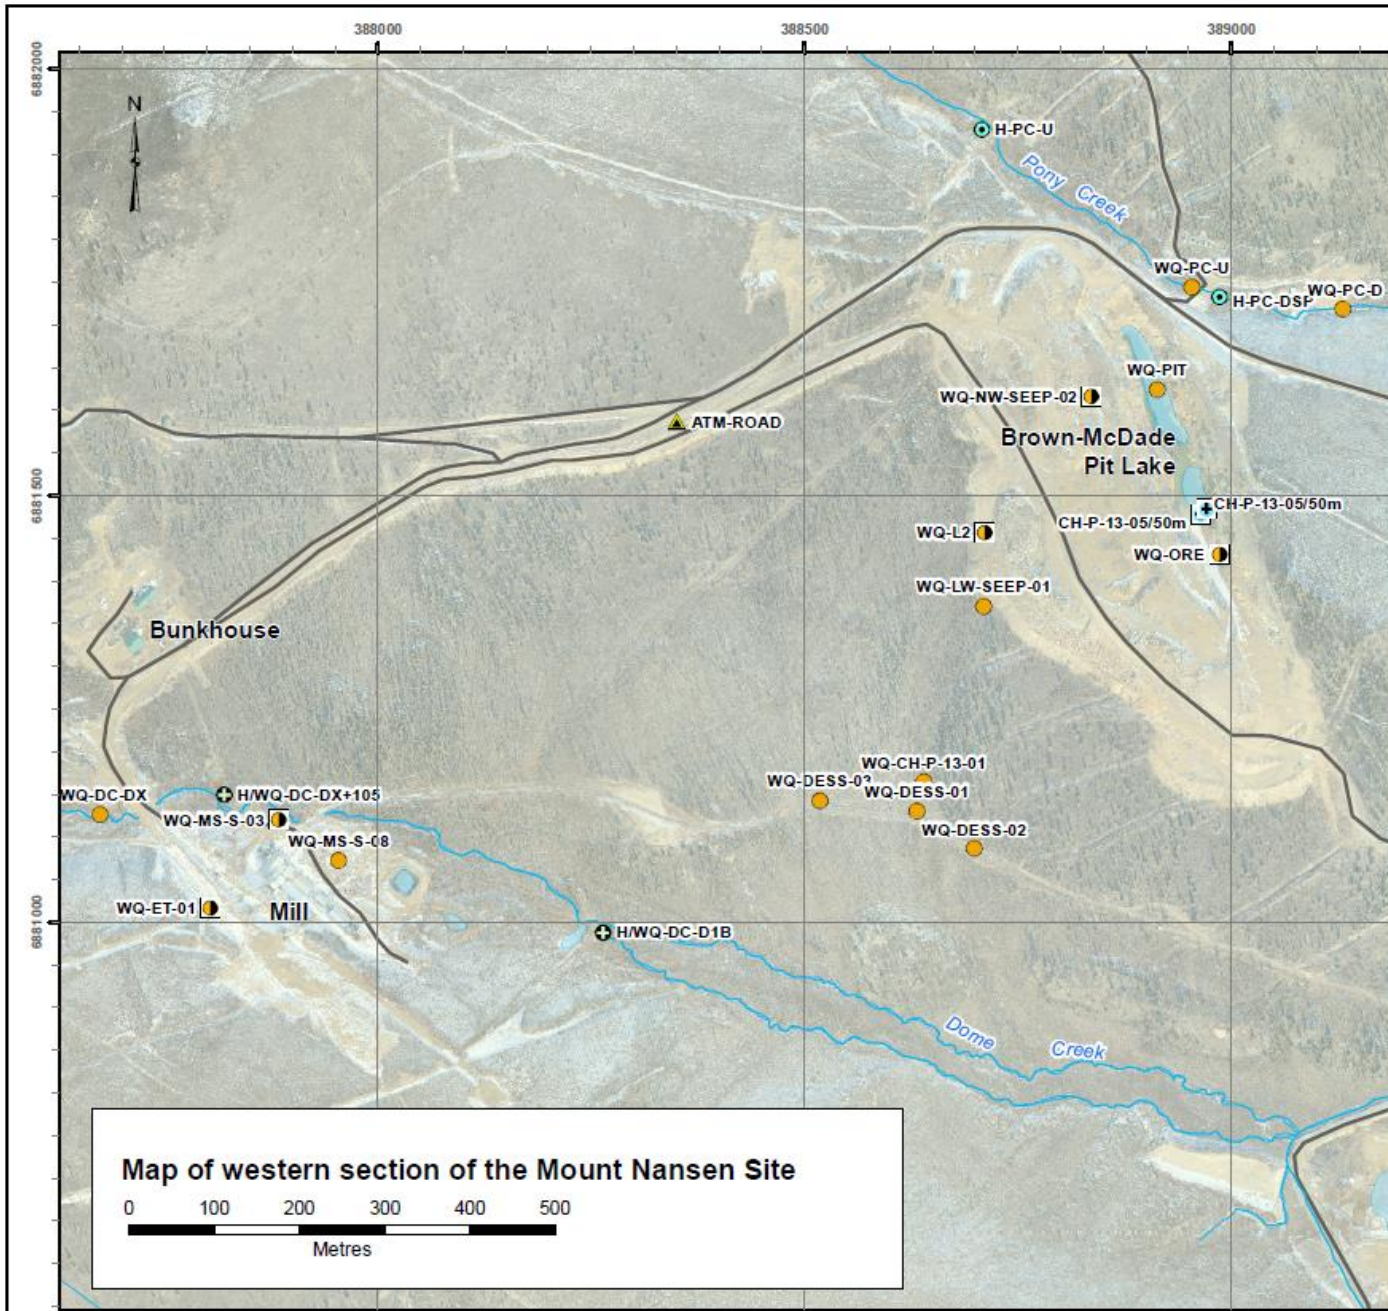 388000
388500
389000
6882000
N
H-PC-U
Pony Creek
WQ-PC-U
H-PC-DSP
WQ-PC-D
WQ-PIT
WQ-NW-SEEP-02
ATM-ROAD
Brown-McDade
Pit Lake
6881500
CH-P-13-05/50m
CH-P-13-05/50m
WQ-L2
WQ-ORE
WQ-LW-SEEP-01
Bunkhouse
WQ-CH-P-13-01
WQ-DESS-03
WQ-DESS-01
WQ-DC-DX
H/WQ-DC-DX+105
WQ-MS-S-03
WQ-DESS-02
WQ-MS-S-08
WQ-ET-01
Mill
6881000
H/WQ-DC-D1B
Dome Creek
Map of western section of the Mount Nansen Site
0 100 200 300 400 500
Metres